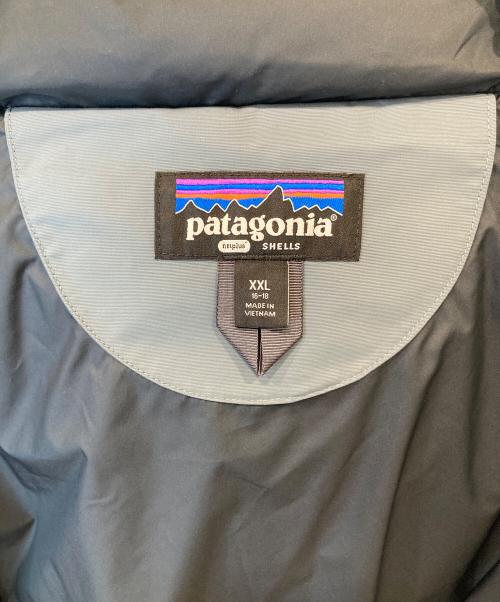 patagonia®
netplus® SHELLS
XXL
16-18
MADE IN
VIETNAM